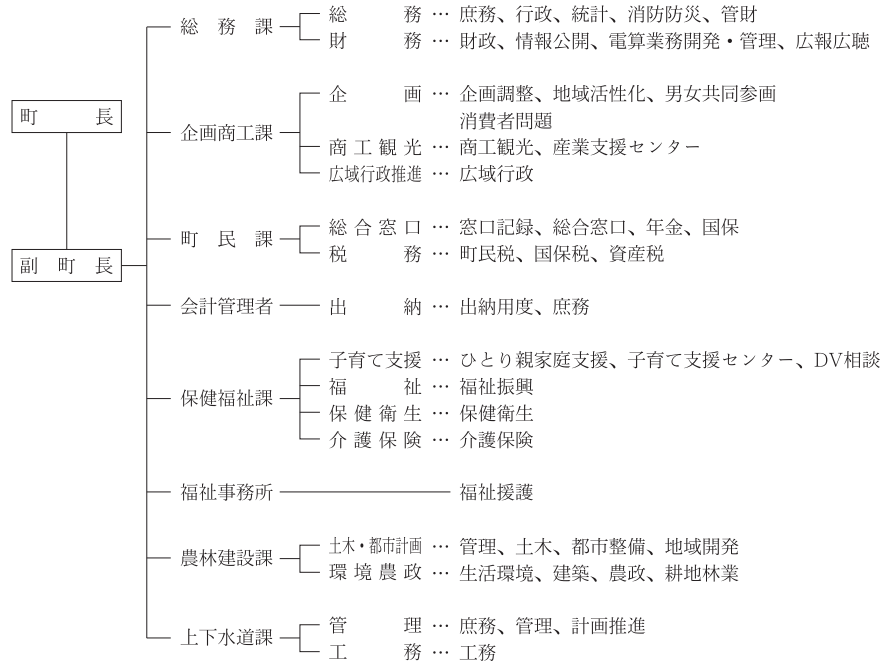 町長
副町長
総務課
総務…庶務、行政、統計、消防防災、管財
財務…財政、情報公開、電算業務開発・管理、広報広聴
企画商工課
企画…企画調整、地域活性化、男女共同参画
消費者問題
商工観光…商工観光、産業支援センター
広域行政推進…広域行政
町民課
総合窓口…窓口記録、総合窓口、年金、国保
税務…町民税、国保税、資産税
会計管理者
出納…出納用度、庶務
保健福祉課
子育て支援…ひとり親家庭支援、子育て支援センター、DV相談
福祉…福祉振興
保健衛生…保健衛生
介護保険…介護保険
福祉事務所
福祉援護
農林建設課
土木・都市計画…管理、土木、都市整備、地域開発
環境農政…生活環境、建築、農政、耕地林業
上下水道課
管理…庶務、管理、計画推進
工務…工務